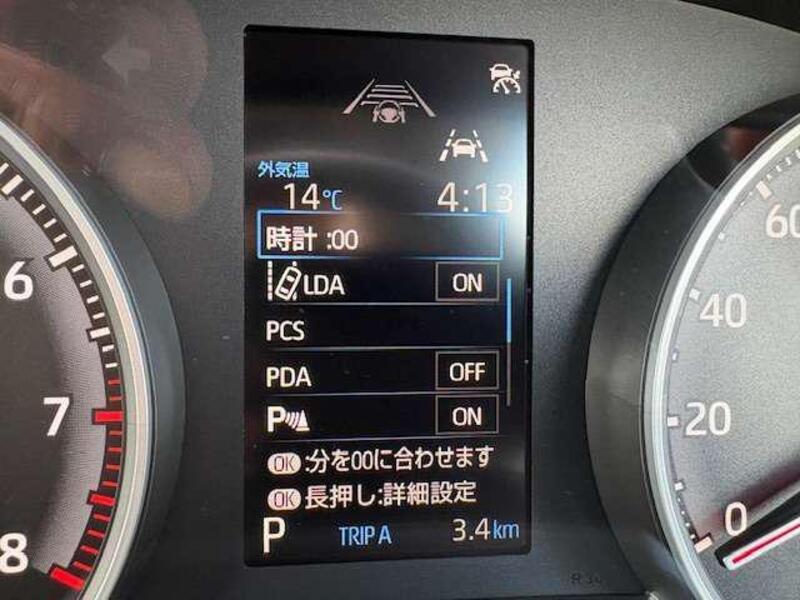 外気温
14℃ 4:13
時計 :00
LDA ON
PCS
PDA OFF
P ON
OK :分を00に合わせます
OK 長押し:詳細設定
P TRIP A 3.4 km
6
7
8
60
40
20
0